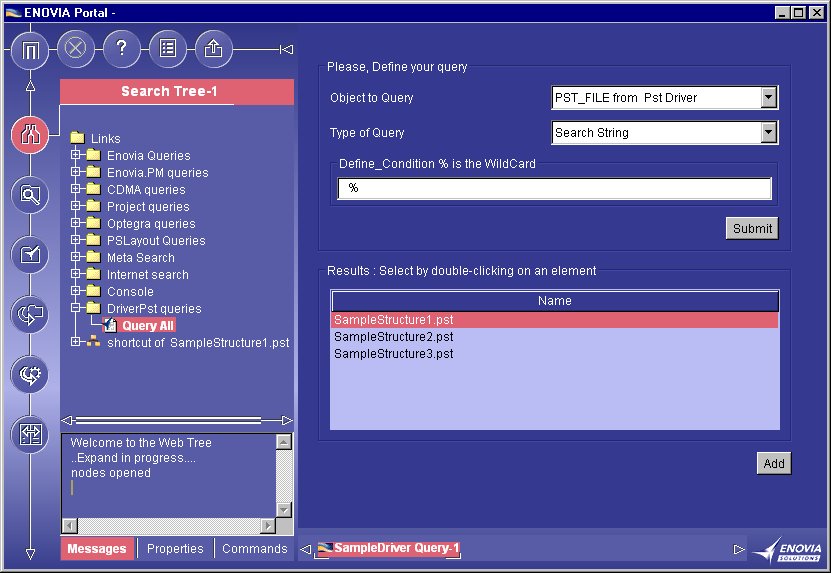 ENOVIA Portal -
?
Search Tree-1
Links
Enovia Queries
Enovia.PM queries
CDMA queries
Project queries
Optegra queries
PSLayout Queries
Meta Search
Internet search
Console
DriverPst queries
Query All
shortcut of SampleStructure1.pst
Welcome to the Web Tree
..Expand in progress....
nodes opened
Messages
Properties
Commands
Please, Define your query
Object to Query
PST_FILE from Pst Driver
Type of Query
Search String
Define_Condition % is the WildCard
%
Submit
Results : Select by double-clicking on an element
Name
SampleStructure1.pst
SampleStructure2.pst
SampleStructure3.pst
Add
SampleDriver Query-1
ENOVIA
SOLUTIONS